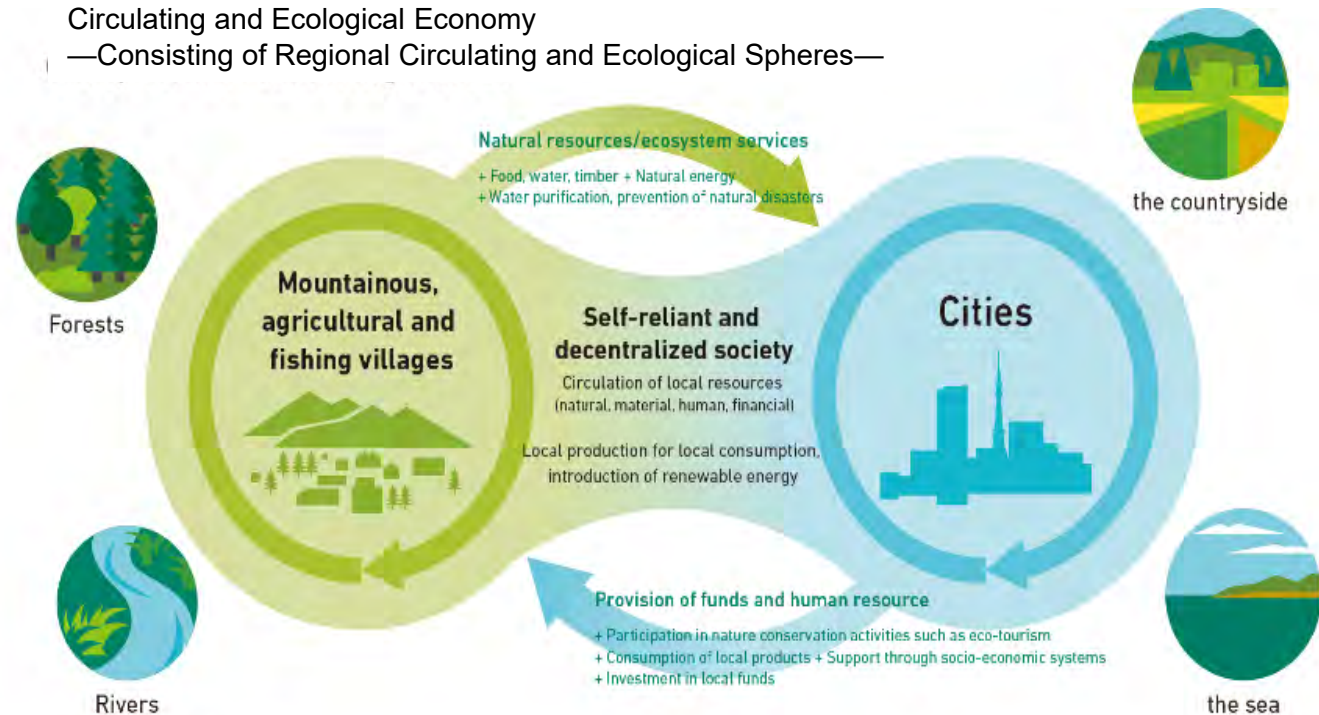 Circulating and Ecological Economy
—Consisting of Regional Circulating and Ecological Spheres—
Natural resources/ecosystem services
+ Food, water, timber + Natural energy
+ Water purification, prevention of natural disasters
the countryside
Forests
Mountainous,
agricultural and
fishing villages
Self-reliant and
decentralized society
Circulation of local resources
(natural, material, human, financial)
Local production for local consumption,
introduction of renewable energy
Cities
Provision of funds and human resource
+ Participation in nature conservation activities such as eco-tourism
+ Consumption of local products + Support through socio-economic systems
+ Investment in local funds
Rivers
the sea